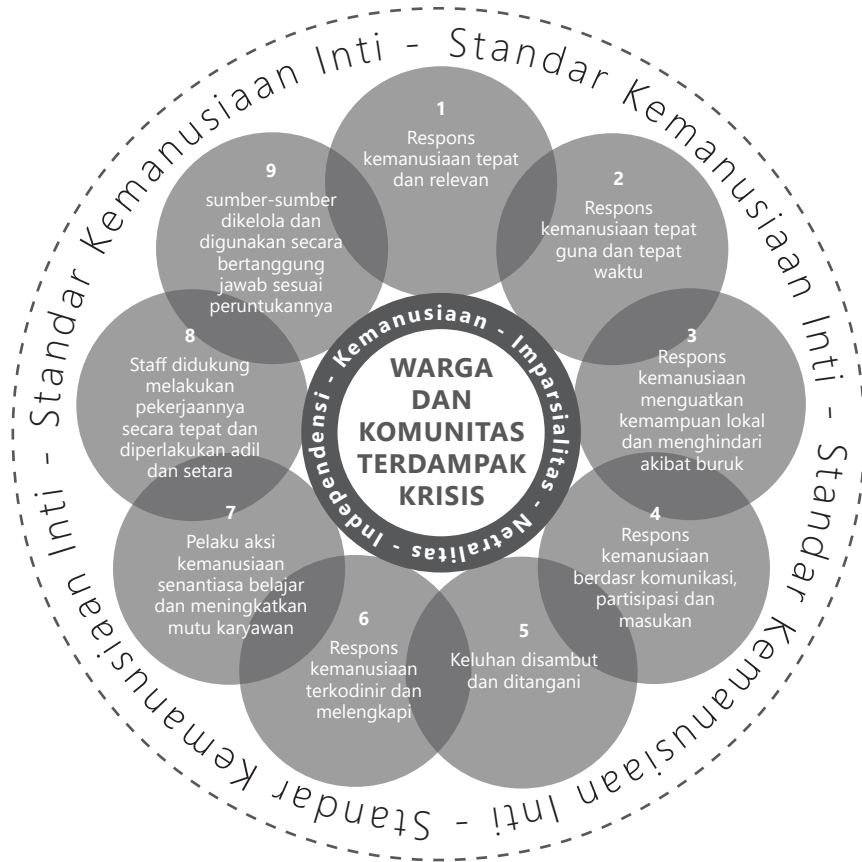 Standar Kemanusiaan Inti - Standar Kemanusiaan Inti - Standar Kemanusiaan Inti - Standar Kemanusiaan Inti -
1
Respons
kemanusiaan tepat
dan relevan
2
Respons
kemanusiaan tepat
guna dan tepat
waktu
3
Respons
kemanusiaan
menguatkan
kemampuan lokal
dan menghindari
akibat buruk
4
Respons
kemanusiaan
berdasr komunikasi,
partisipasi dan
masukan
5
Keluhan disambut
dan ditangani
6
Respons
kemanusiaan
terkodinir dan
melengkapi
7
Pelaku aksi
kemanusiaan
senantiasa belajar
dan meningkatkan
mutu karyawan
8
Staff didukung
melakukan
pekerjaannya
secara tepat dan
diperlakukan adil
dan setara
9
sumber-sumber
dikelola dan
digunakan secara
bertanggung
jawab sesuai
peruntukannya
Kemanusiaan - Imparsialitas - Netralitas - Independensi -
WARGA
DAN
KOMUNITAS
TERDAMPAK
KRISIS